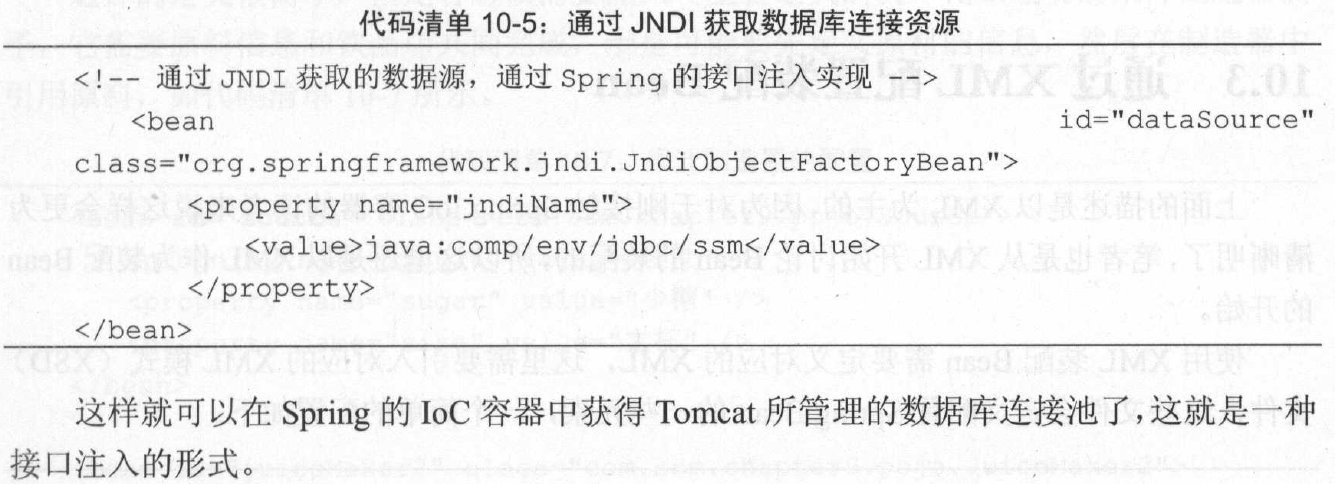 代码清单 10-5：通过 JNDI 获取数据库连接资源
<!-- 通过 JNDI 获取的数据源，通过 Spring 的接口注入实现 -->
<bean id="dataSource"
class="org.springframework.jndi.JndiObjectFactoryBean">
<property name="jndiName">
<value>java:comp/env/jdbc/ssm</value>
</property>
</bean>
这样就可以在 Spring 的 IoC 容器中获得 Tomcat 所管理的数据库连接池了，这就是一种
接口注入的形式。